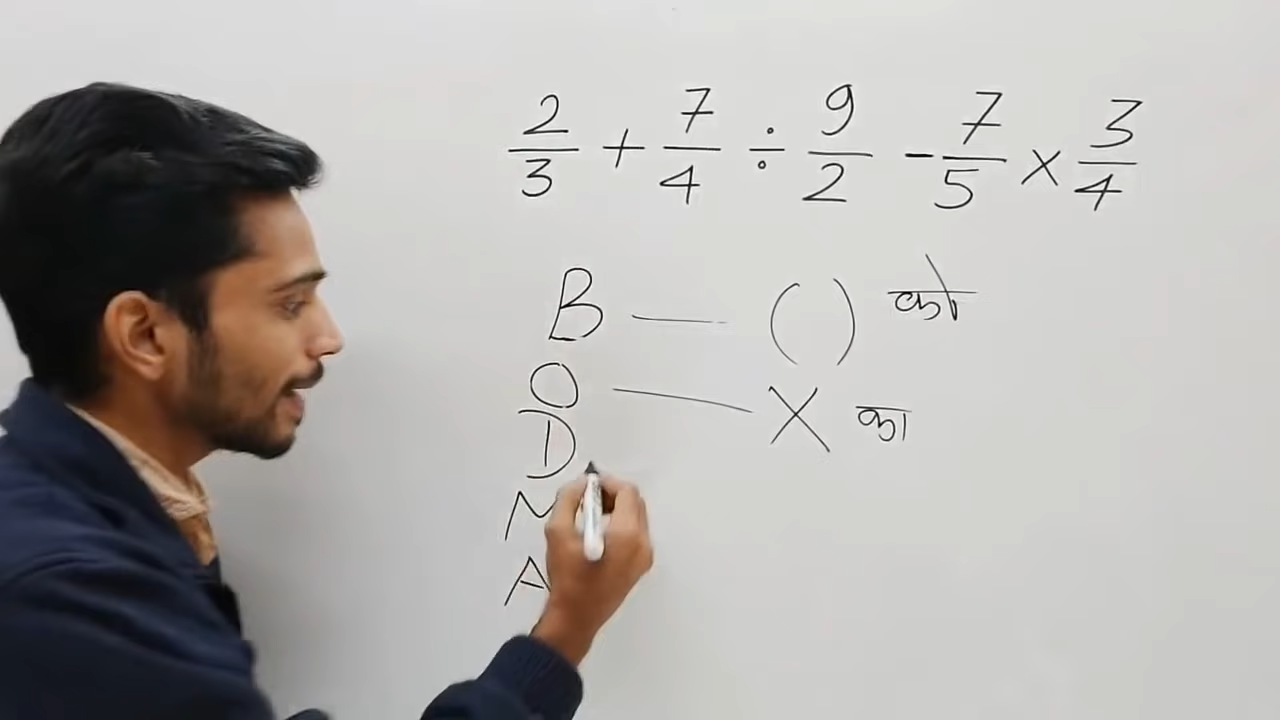 2/3 + 7/4 ÷ 9/2 - 7/5 × 3/4
B — ( ) को
O — × का
D
M
A